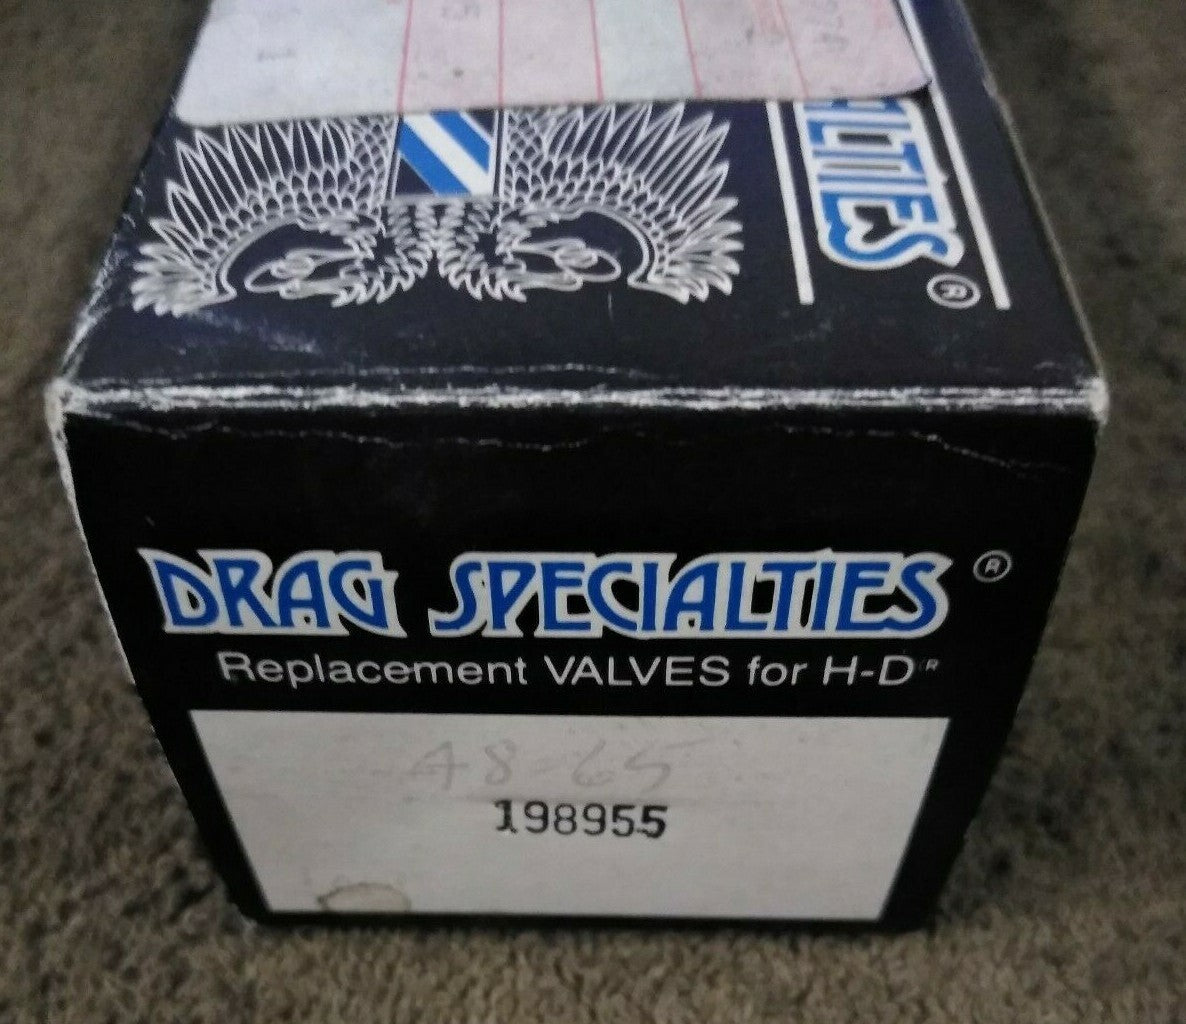 DRAG SPECIALTIES ®
Replacement VALVES for H-D®
48-65
198955